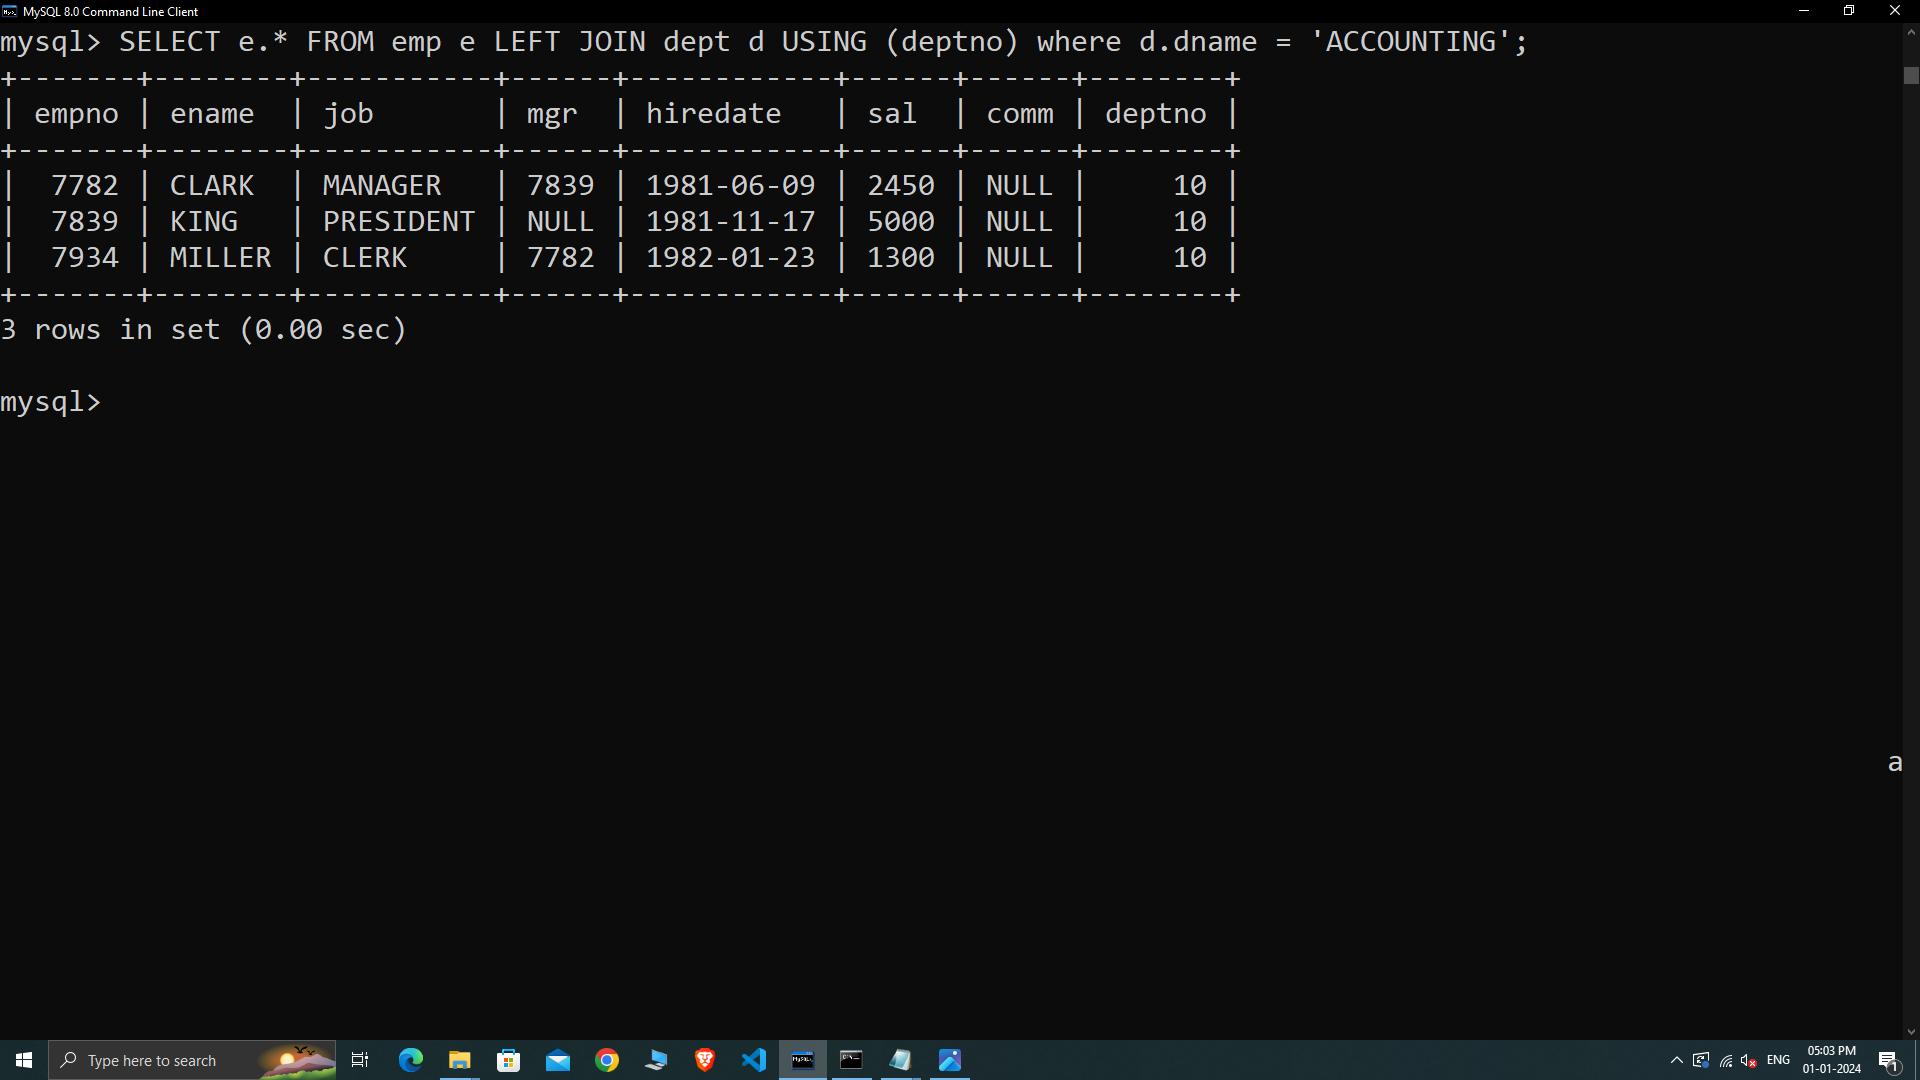 MySQL 8.0 Command Line Client
mysql> SELECT e.* FROM emp e LEFT JOIN dept d USING (deptno) where d.dname = 'ACCOUNTING';
+-------+--------+-----------+------+------------+------+------+--------+
| empno | ename  | job       | mgr  | hiredate   | sal  | comm | deptno |
+-------+--------+-----------+------+------------+------+------+--------+
|  7782 | CLARK  | MANAGER   | 7839 | 1981-06-09 | 2450 | NULL |     10 |
|  7839 | KING   | PRESIDENT | NULL | 1981-11-17 | 5000 | NULL |     10 |
|  7934 | MILLER | CLERK     | 7782 | 1982-01-23 | 1300 | NULL |     10 |
+-------+--------+-----------+------+------------+------+------+--------+
3 rows in set (0.00 sec)
mysql>
a
Type here to search
ENG
05:03 PM
01-01-2024
1